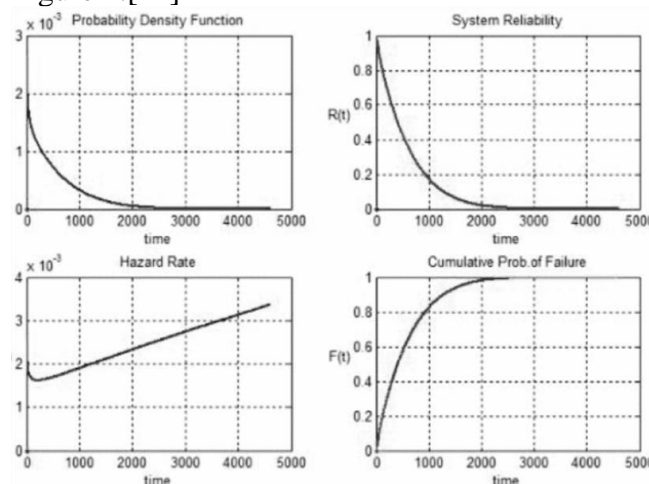 Probability Density Function
x 10⁻³
3
2
1
0
0 1000 2000 3000 4000 5000
time
System Reliability
R(t)
1
0.8
0.6
0.4
0.2
0
0 1000 2000 3000 4000 5000
time
Hazard Rate
x 10⁻³
4
3
2
1
0
0 1000 2000 3000 4000 5000
time
Cumulative Prob.of Failure
F(t)
1
0.8
0.6
0.4
0.2
0
0 1000 2000 3000 4000 5000
time